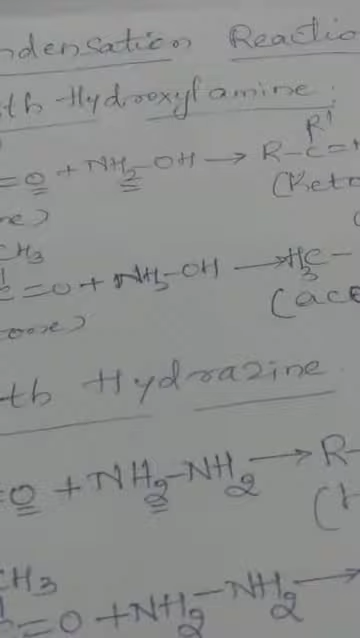 ndensation Reactio
th Hydroxylamine.
R'
=O + NH2-OH → R-C=
(Keto
ne)
CH3
C=O + NH2-OH → H3C-
(ace
tone)
th Hydrazine
=O + NH2-NH2 → R-
(
CH3
=O + NH2-NH2 →